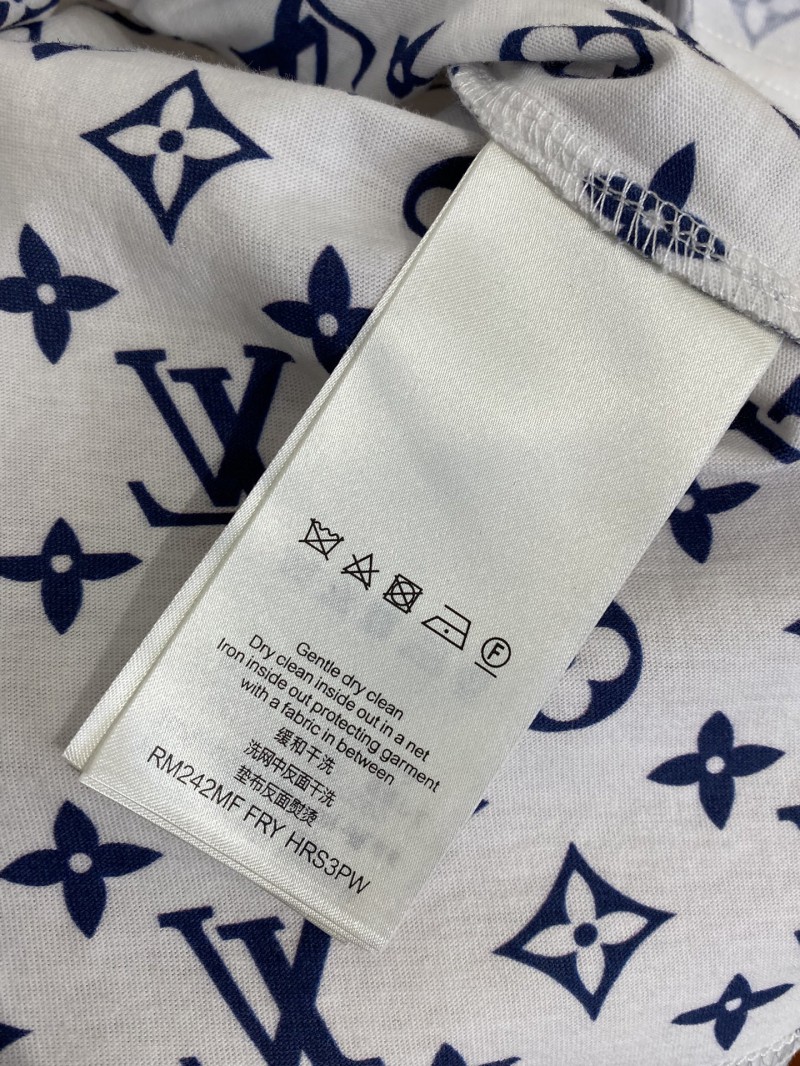 F
Gentle dry clean
Dry clean inside out in a net
Iron inside out protecting garment
with a fabric in between
缓和干洗
洗网中反面干洗
垫布反面熨烫
RM242MF FRY HRS3PW